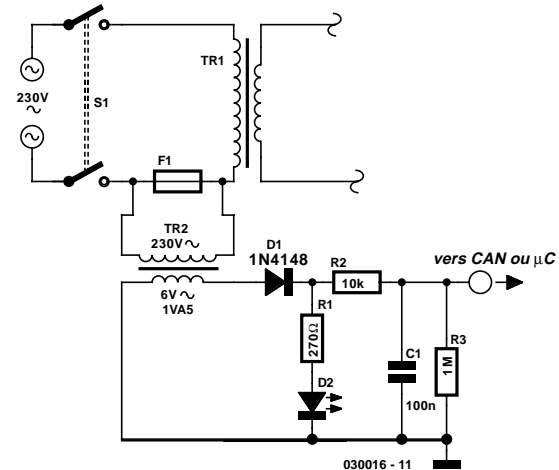 TR1
230V
S1
F1
TR2
230V
D1
1N4148
R2
10k
vers CAN ou μC
6V
1VA5
R1
270Ω
D2
C1
100n
R3
1M
030016 - 11